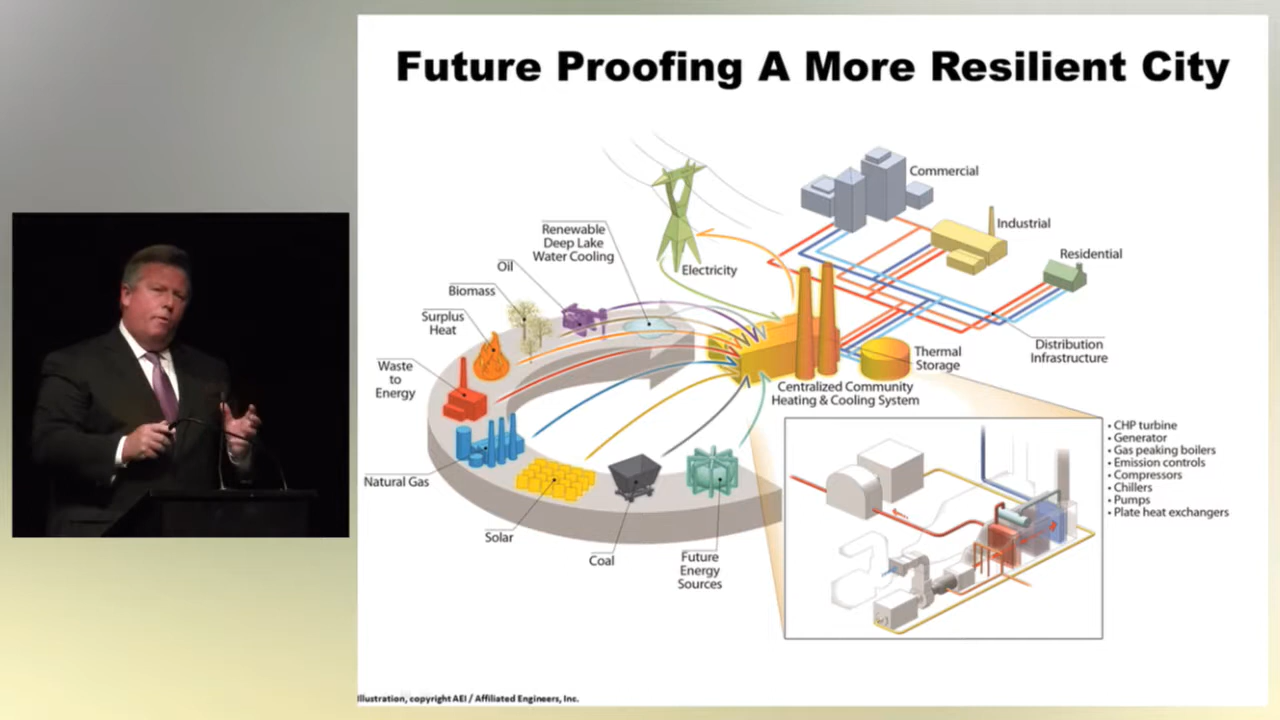 Future Proofing A More Resilient City
Commercial
Industrial
Residential
Renewable
Deep Lake
Water Cooling
Oil
Electricity
Biomass
Surplus
Heat
Waste
to
Energy
Distribution
Infrastructure
Thermal
Storage
Centralized Community
Heating & Cooling System
Natural Gas
Solar
Coal
Future
Energy
Sources
• CHP turbine
• Generator
• Gas peaking boilers
• Emission controls
• Compressors
• Chillers
• Pumps
• Plate heat exchangers
Illustration, copyright AEI / Affiliated Engineers, Inc.